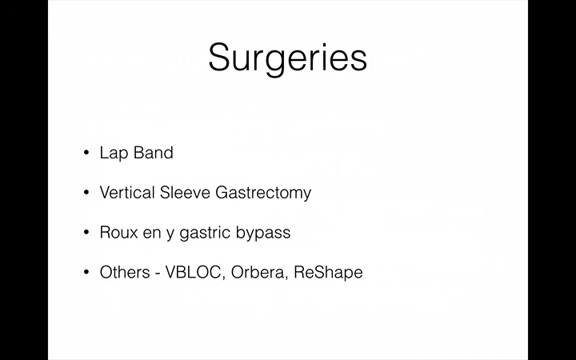 Surgeries
• Lap Band
• Vertical Sleeve Gastrectomy
• Roux en y gastric bypass
• Others - VBLOC, Orbera, ReShape